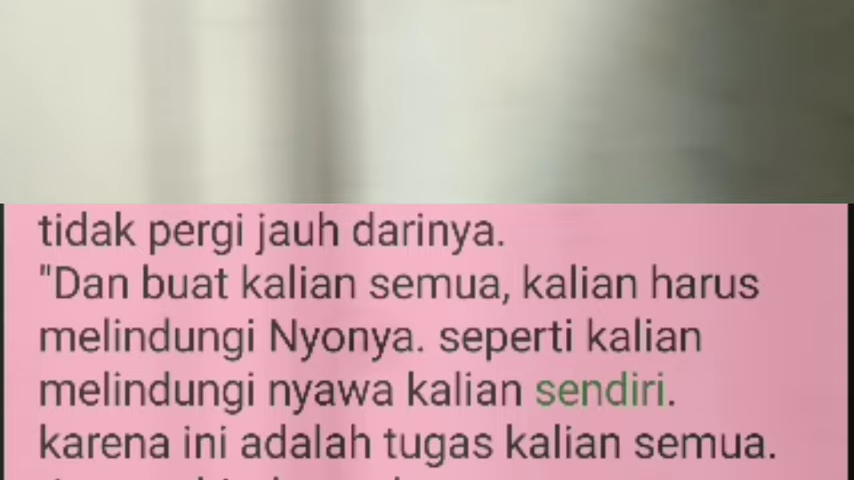 tidak pergi jauh darinya.
"Dan buat kalian semua, kalian harus
melindungi Nyonya. seperti kalian
melindungi nyawa kalian sendiri.
karena ini adalah tugas kalian semua.